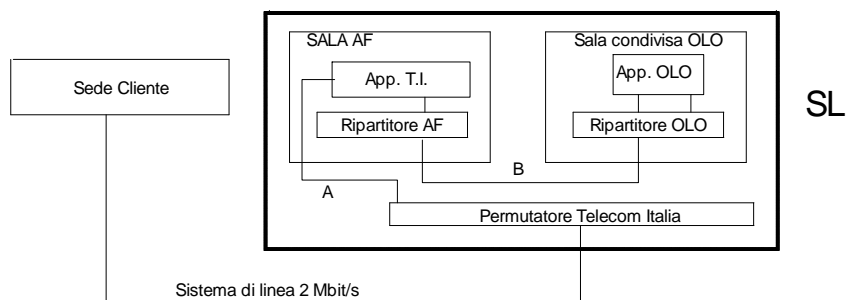 SALA AF
Sala condivisa OLO
Sede Cliente
App. T.I.
App. OLO
SL
Ripartitore AF
Ripartitore OLO
A
B
Permutatore Telecom Italia
Sistema di linea 2 Mbit/s